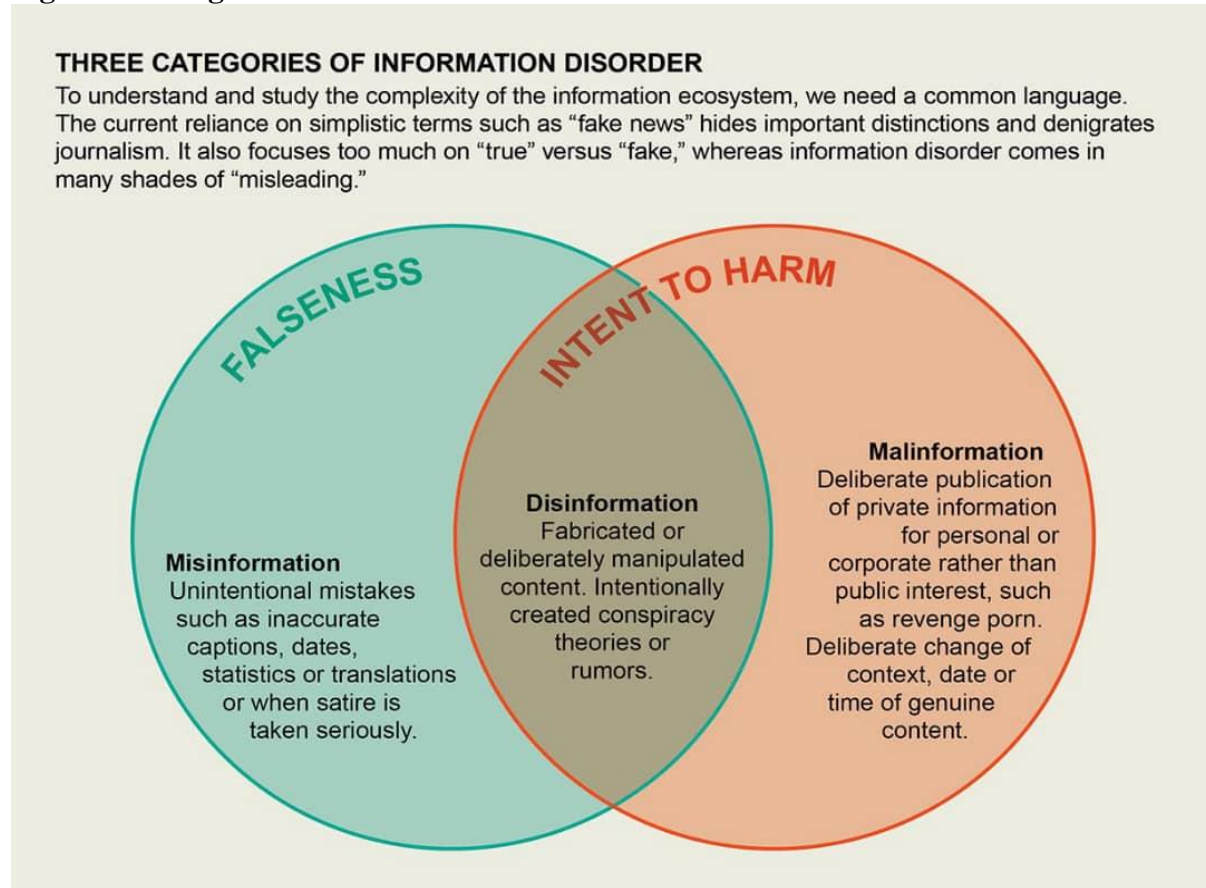 THREE CATEGORIES OF INFORMATION DISORDER
To understand and study the complexity of the information ecosystem, we need a common language.
The current reliance on simplistic terms such as “fake news” hides important distinctions and denigrates
journalism. It also focuses too much on “true” versus “fake,” whereas information disorder comes in
many shades of “misleading.”
FALSENESS
INTENT TO HARM
Misinformation
Unintentional mistakes
such as inaccurate
captions, dates,
statistics or translations
or when satire is
taken seriously.
Disinformation
Fabricated or
deliberately manipulated
content. Intentionally
created conspiracy
theories or
rumors.
Malinformation
Deliberate publication
of private information
for personal or
corporate rather than
public interest, such
as revenge porn.
Deliberate change of
context, date or
time of genuine
content.